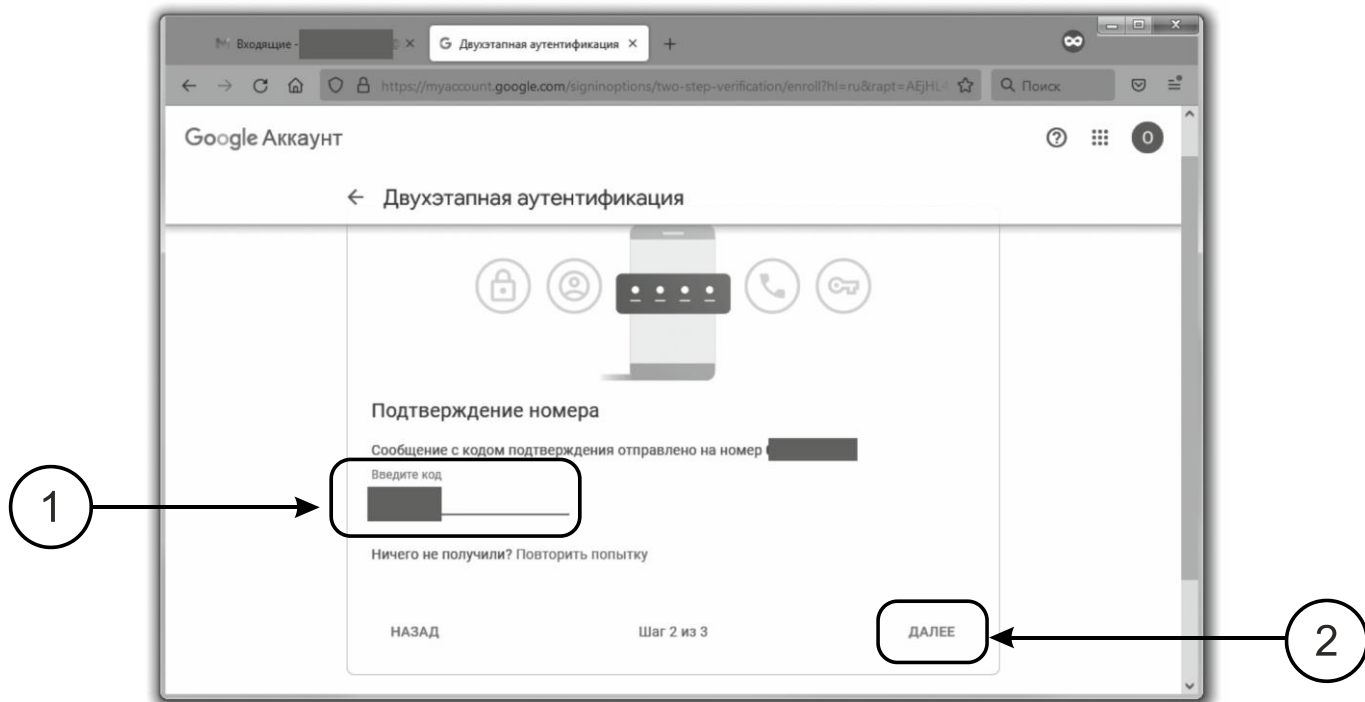 Входящие -
Двухэтапная аутентификация
https://myaccount.google.com/signinoptions/two-step-verification/enroll?hl=ru&rapt=AEjHL4
Поиск
Google Аккаунт
O
Двухэтапная аутентификация
Подтверждение номера
Сообщение с кодом подтверждения отправлено на номер
Введите код
1
Ничего не получили? Повторить попытку
НАЗАД
Шаг 2 из 3
ДАЛЕЕ
2